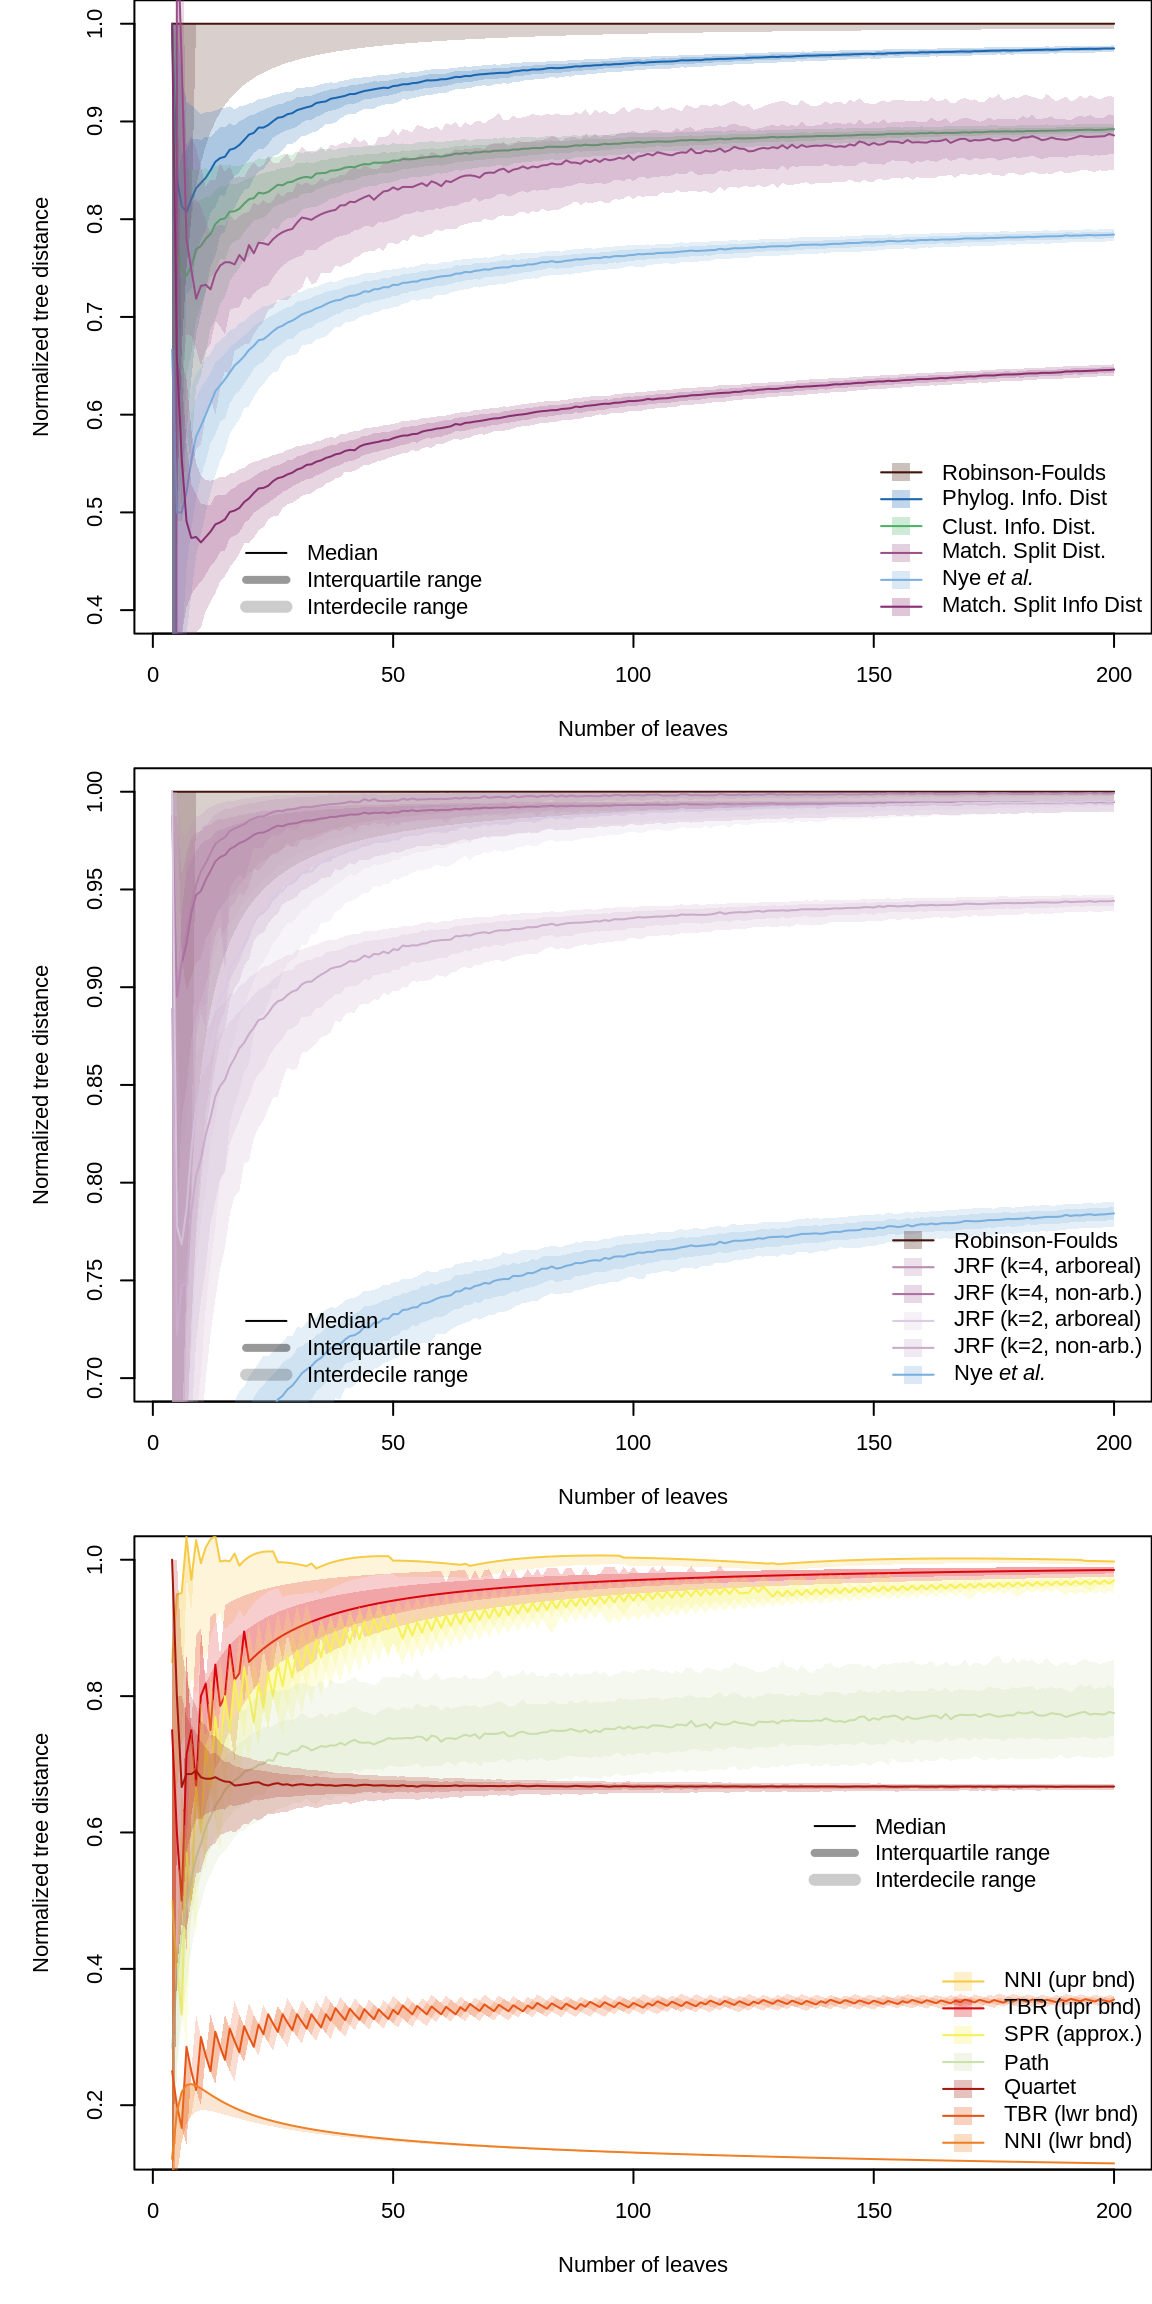 1.0
0.9
0.8
0.7
0.6
0.5
0.4
Normalized tree distance
Robinson-Foulds
Phylog. Info. Dist
Clust. Info. Dist.
Match. Split Dist.
Nye et al.
Match. Split Info Dist
Median
Interquartile range
Interdecile range
0 50 100 150 200
Number of leaves
1.00
0.95
0.90
0.85
0.80
0.75
0.70
Normalized tree distance
Robinson-Foulds
JRF (k=4, arboreal)
JRF (k=4, non-arb.)
JRF (k=2, arboreal)
JRF (k=2, non-arb.)
Nye et al.
Median
Interquartile range
Interdecile range
0 50 100 150 200
Number of leaves
1.0
0.8
0.6
0.4
0.2
Normalized tree distance
Median
Interquartile range
Interdecile range
NNI (upr bnd)
TBR (upr bnd)
SPR (approx.)
Path
Quartet
TBR (lwr bnd)
NNI (lwr bnd)
0 50 100 150 200
Number of leaves